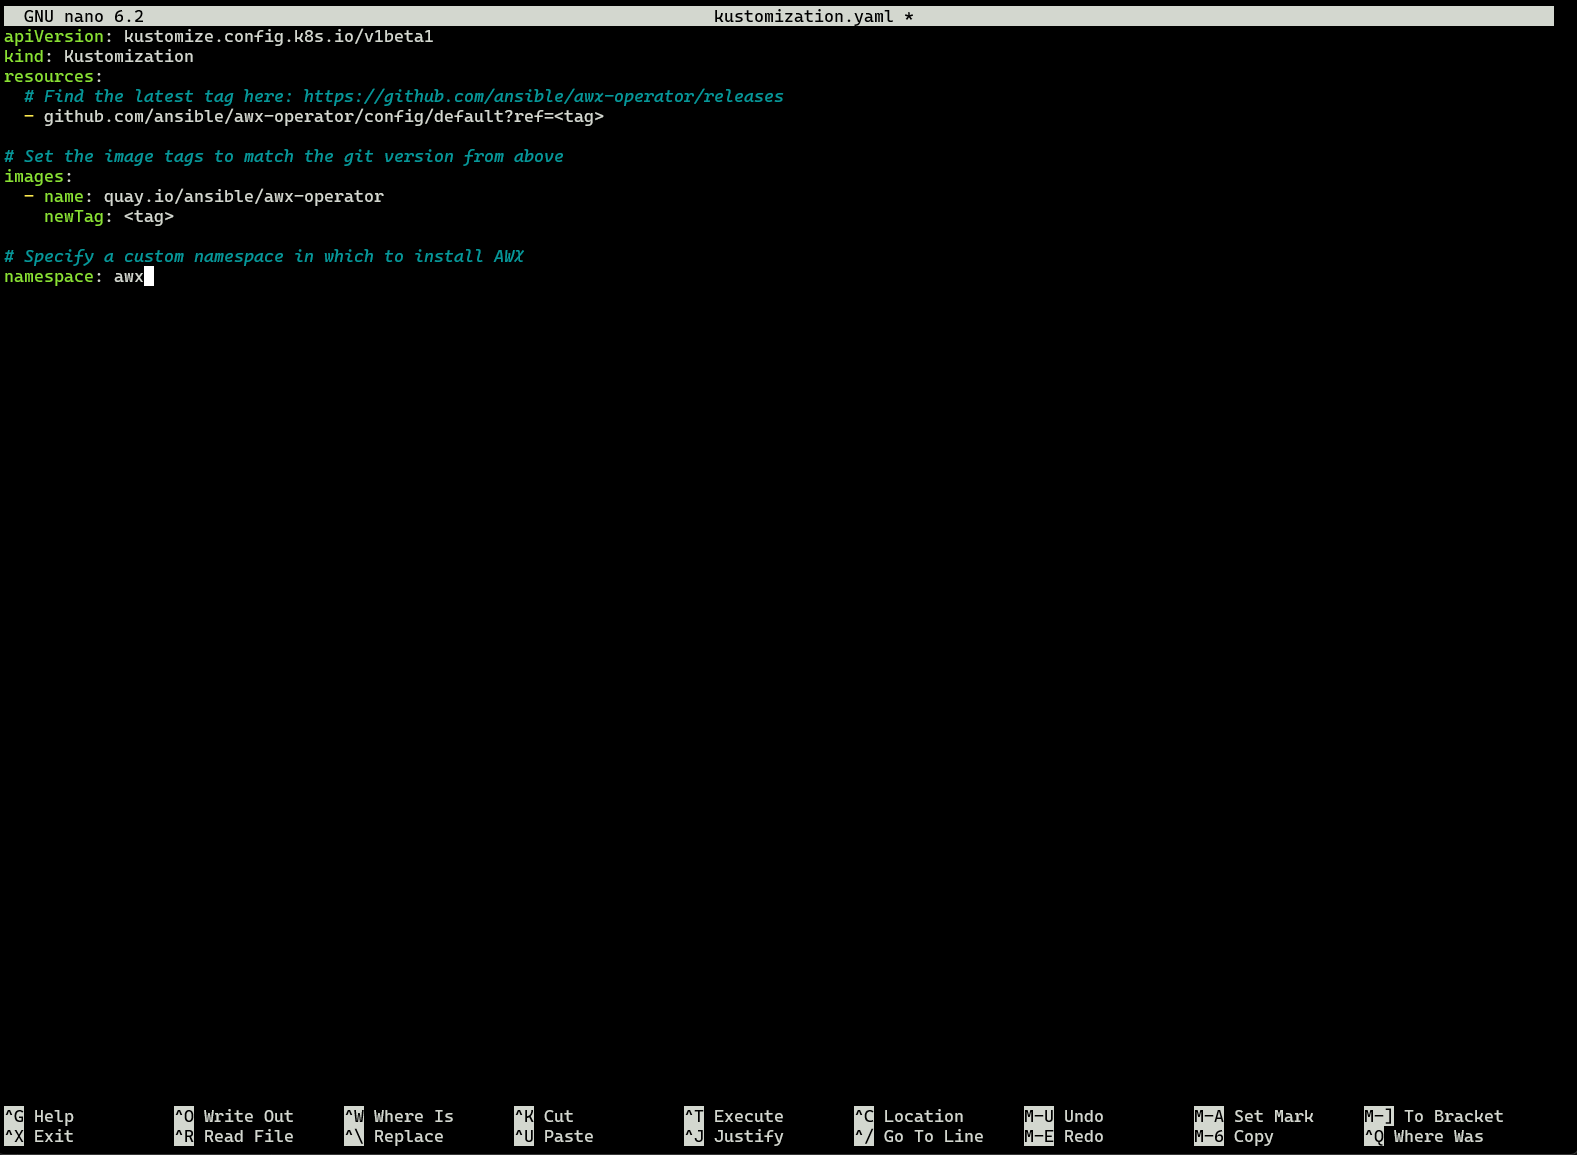 GNU nano 6.2 kustomization.yaml *
apiVersion: kustomize.config.k8s.io/v1beta1
kind: Kustomization
resources:
  # Find the latest tag here: https://github.com/ansible/awx-operator/releases
  - github.com/ansible/awx-operator/config/default?ref=<tag>

# Set the image tags to match the git version from above
images:
  - name: quay.io/ansible/awx-operator
    newTag: <tag>

# Specify a custom namespace in which to install AWX
namespace: awx

^G Help ^O Write Out ^W Where Is ^K Cut ^T Execute ^C Location M-U Undo M-A Set Mark M-] To Bracket
^X Exit ^R Read File ^\ Replace ^U Paste ^J Justify ^/ Go To Line M-E Redo M-6 Copy ^Q Where Was